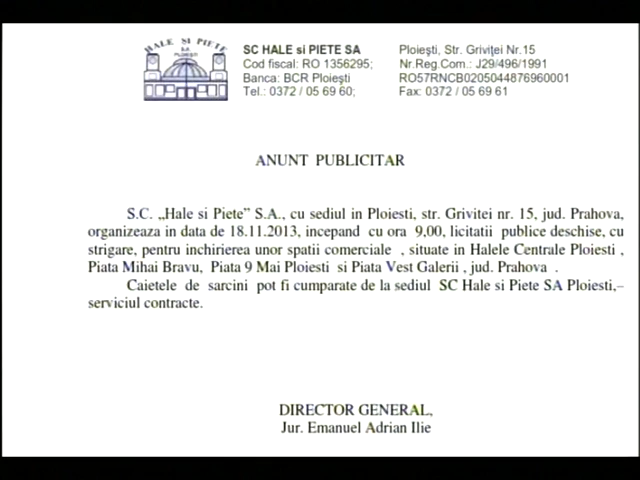 HALE SI PIETE
S.A.
PLOIESTI
SC HALE si PIETE SA
Cod fiscal: RO 1356295;
Banca: BCR Ploieşti
Tel.: 0372 / 05 69 60;
Ploieşti, Str. Griviţei Nr.15
Nr.Reg.Com.: J29/496/1991
RO57RNCB0205044876960001
Fax: 0372 / 05 69 61
ANUNT PUBLICITAR
S.C. „Hale si Piete” S.A., cu sediul in Ploiesti, str. Grivitei nr. 15, jud. Prahova,
organizeaza in data de 18.11.2013, incepand cu ora 9,00, licitatii publice deschise, cu
strigare, pentru inchirierea unor spatii comerciale , situate in Halele Centrale Ploiesti ,
Piata Mihai Bravu, Piata 9 Mai Ploiesti si Piata Vest Galerii , jud. Prahova .
Caietele de sarcini pot fi cumparate de la sediul SC Hale si Piete SA Ploiesti,–
serviciul contracte.
DIRECTOR GENERAL,
Jur. Emanuel Adrian Ilie